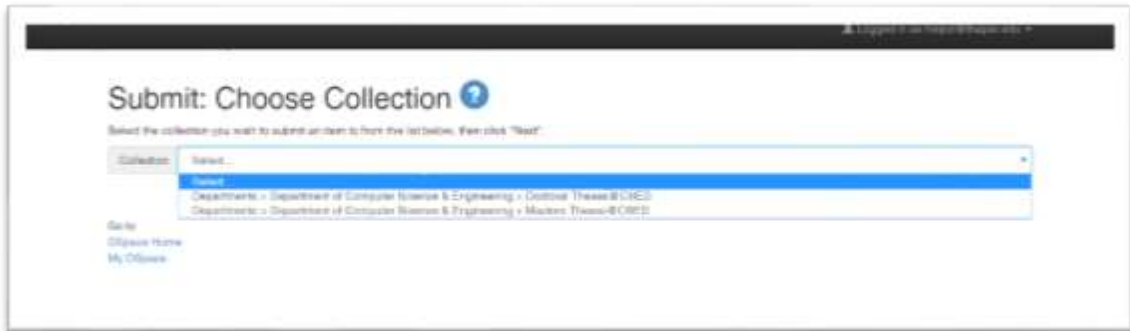 Logged in as
Submit: Choose Collection ?
Select the collection you wish to submit an item to from the list below, then click "Next".
Collection Select...
Select...
Departments > Department of Computer Science & Engineering > Doctoral Theses@CSED
Departments > Department of Computer Science & Engineering > Masters Theses@CSED
Go to
DSpace Home
My DSpace